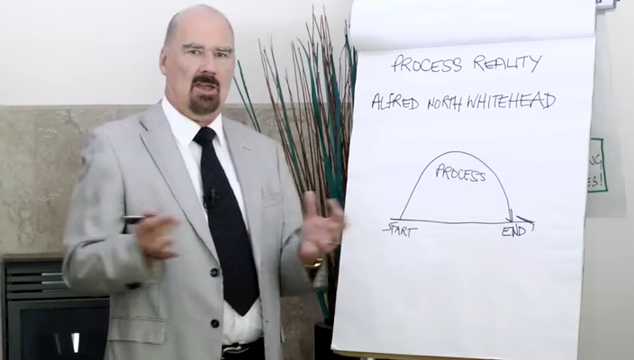 PROCESS REALITY
ALFRED NORTH WHITEHEAD
PROCESS
START
END